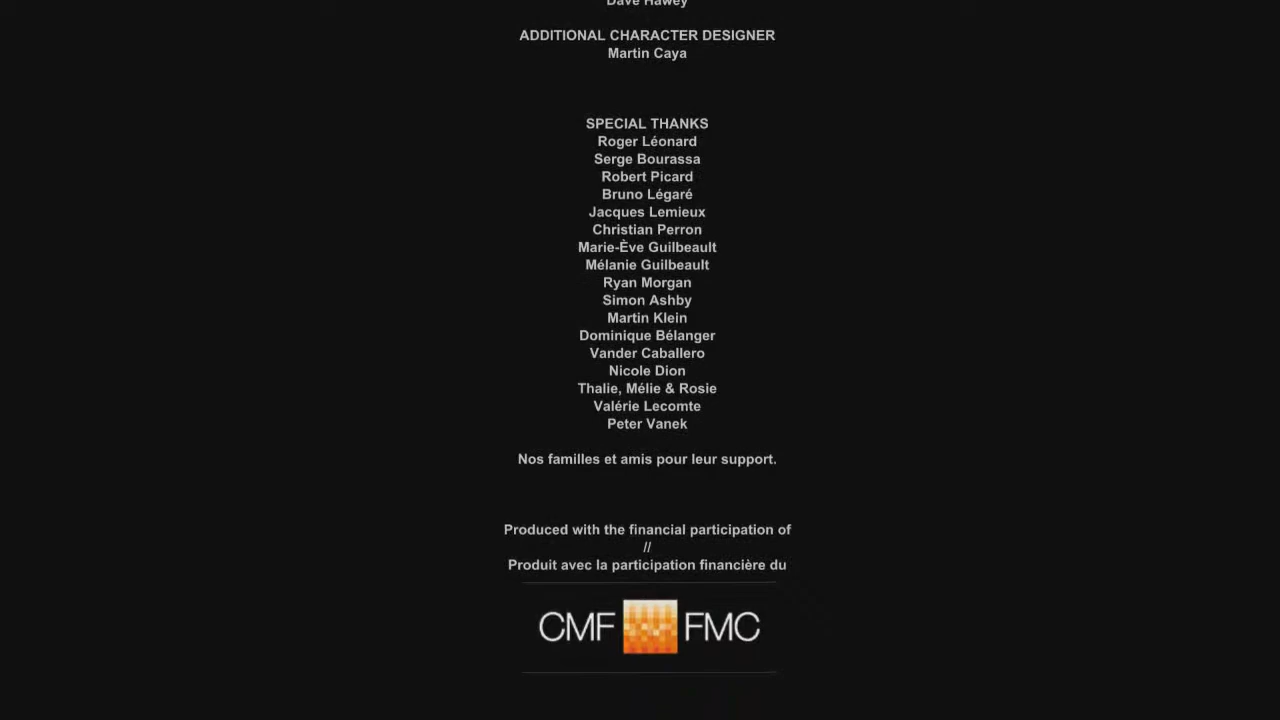 Dave Hawey
ADDITIONAL CHARACTER DESIGNER
Martin Caya
SPECIAL THANKS
Roger Léonard
Serge Bourassa
Robert Picard
Bruno Légaré
Jacques Lemieux
Christian Perron
Marie-Ève Guilbeault
Mélanie Guilbeault
Ryan Morgan
Simon Ashby
Martin Klein
Dominique Bélanger
Vander Caballero
Nicole Dion
Thalie, Mélie & Rosie
Valérie Lecomte
Peter Vanek
Nos familles et amis pour leur support.
Produced with the financial participation of
//
Produit avec la participation financière du
CMF FMC